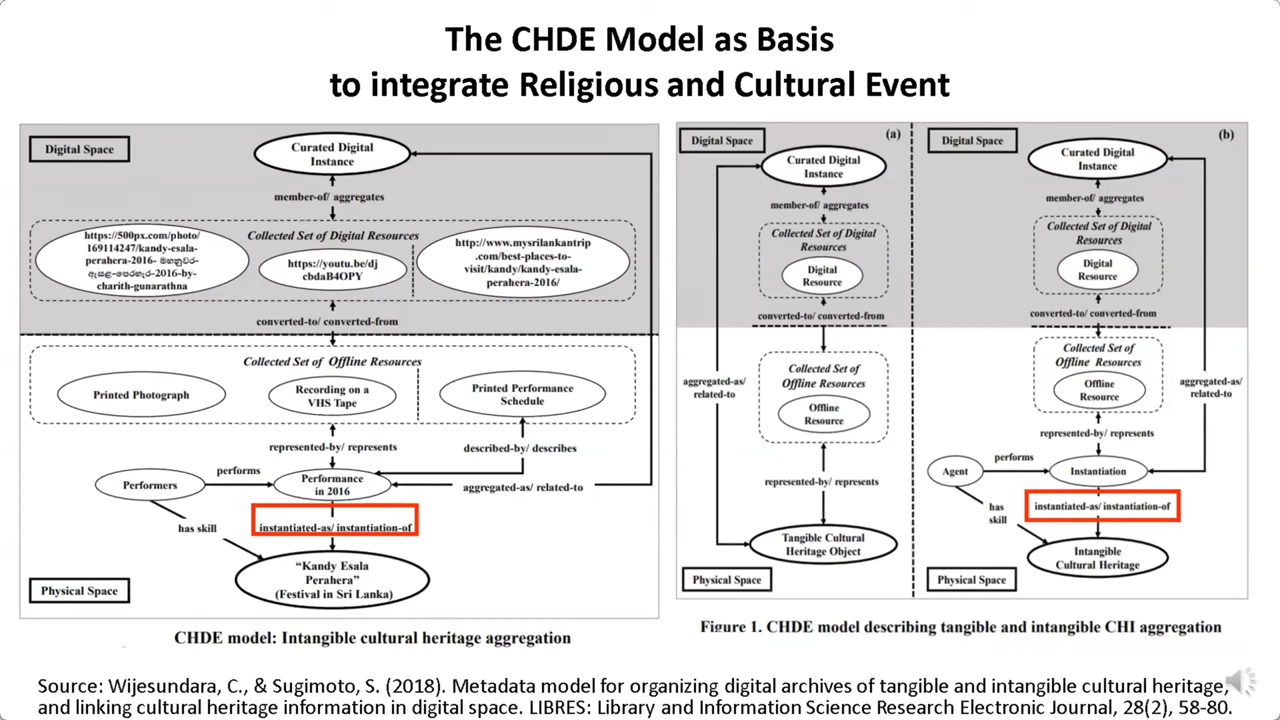 The CHDE Model as Basis
to integrate Religious and Cultural Event
Digital Space
Curated Digital
Instance
member-of/ aggregates
Collected Set of Digital Resources
https://500px.com/photo/
169114247/kandy-esala-
perahera-2016- මහනුවර-
ඇසළ-පෙරහැර-2016-by-
charith-gunarathna
https://youtu.be/dj
cbdaB4OPY
http://www.mysrilankantrip
.com/best-places-to-
visit/kandy/kandy-esala-
perahera-2016/
converted-to/ converted-from
Collected Set of Offline Resources
Printed Photograph
Recording on a
VHS Tape
Printed Performance
Schedule
represented-by/ represents
described-by/ describes
Performers
performs
Performance
in 2016
aggregated-as/ related-to
has skill
instantiated-as/ instantiation-of
“Kandy Esala
Perahera”
(Festival in Sri Lanka)
Physical Space
CHDE model: Intangible cultural heritage aggregation
Digital Space
(a)
Curated Digital
Instance
member-of/ aggregates
Collected Set of Digital
Resources
Digital
Resource
converted-to/ converted-from
Collected Set of
Offline Resources
Offline
Resource
aggregated-as/
related-to
represented-by/ represents
Tangible Cultural
Heritage Object
Physical Space
Digital Space
(b)
Curated Digital
Instance
member-of/ aggregates
Collected Set of Digital
Resources
Digital
Resource
converted-to/ converted-from
Collected Set of
Offline Resources
Offline
Resource
aggregated-as/
related-to
represented-by/ represents
Agent
performs
Instantiation
has
skill
instantiated-as/ instantiation-of
Intangible
Cultural Heritage
Physical Space
Figure 1. CHDE model describing tangible and intangible CHI aggregation
Source: Wijesundara, C., & Sugimoto, S. (2018). Metadata model for organizing digital archives of tangible and intangible cultural heritage,
and linking cultural heritage information in digital space. LIBRES: Library and Information Science Research Electronic Journal, 28(2), 58-80.